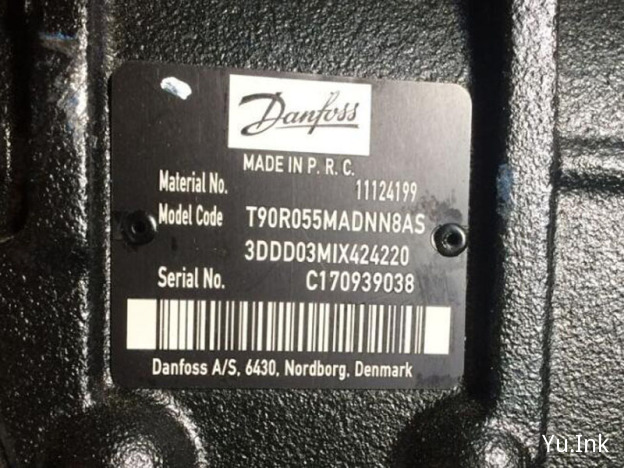 Danfoss
MADE IN P. R. C.
Material No. 11124199
Model Code T90R055MADNN8AS
3DDD03MIX424220
Serial No. C170939038
Danfoss A/S, 6430, Nordborg, Denmark
Yu.Ink